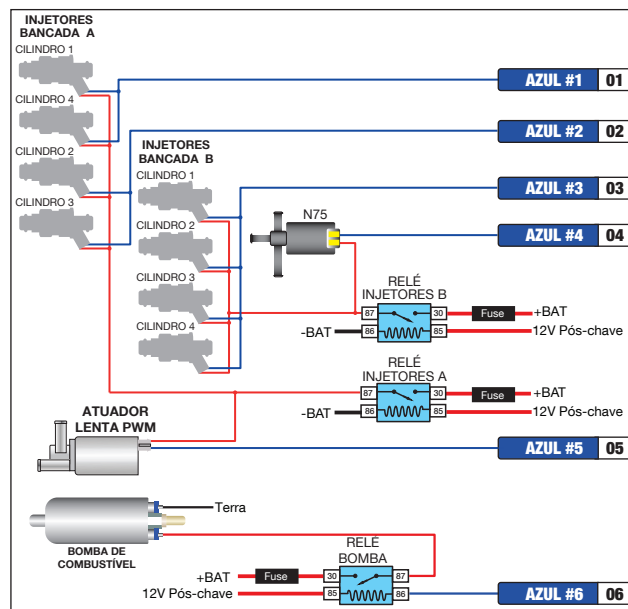 INJETORES
BANCADA A
CILINDRO 1
CILINDRO 4
CILINDRO 2
CILINDRO 3
INJETORES
BANCADA B
CILINDRO 1
CILINDRO 2
CILINDRO 3
CILINDRO 4
AZUL #1 01
AZUL #2 02
AZUL #3 03
N75
AZUL #4 04
RELÉ
INJETORES B
87 30 Fuse +BAT
-BAT 86 85 12V Pós-chave
RELÉ
INJETORES A
87 30 Fuse +BAT
-BAT 86 85 12V Pós-chave
ATUADOR
LENTA PWM
AZUL #5 05
Terra
BOMBA DE
COMBUSTÍVEL
RELÉ
BOMBA
+BAT Fuse 30 87
12V Pós-chave 85 86
AZUL #6 06